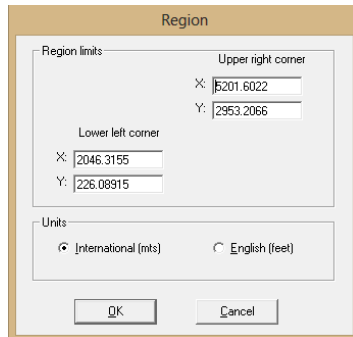 Region
Region limits
Upper right corner
X: 5201.6022
Y: 2953.2066
Lower left corner
X: 2046.3155
Y: 226.08915
Units
International (mts)
English (feet)
OK
Cancel